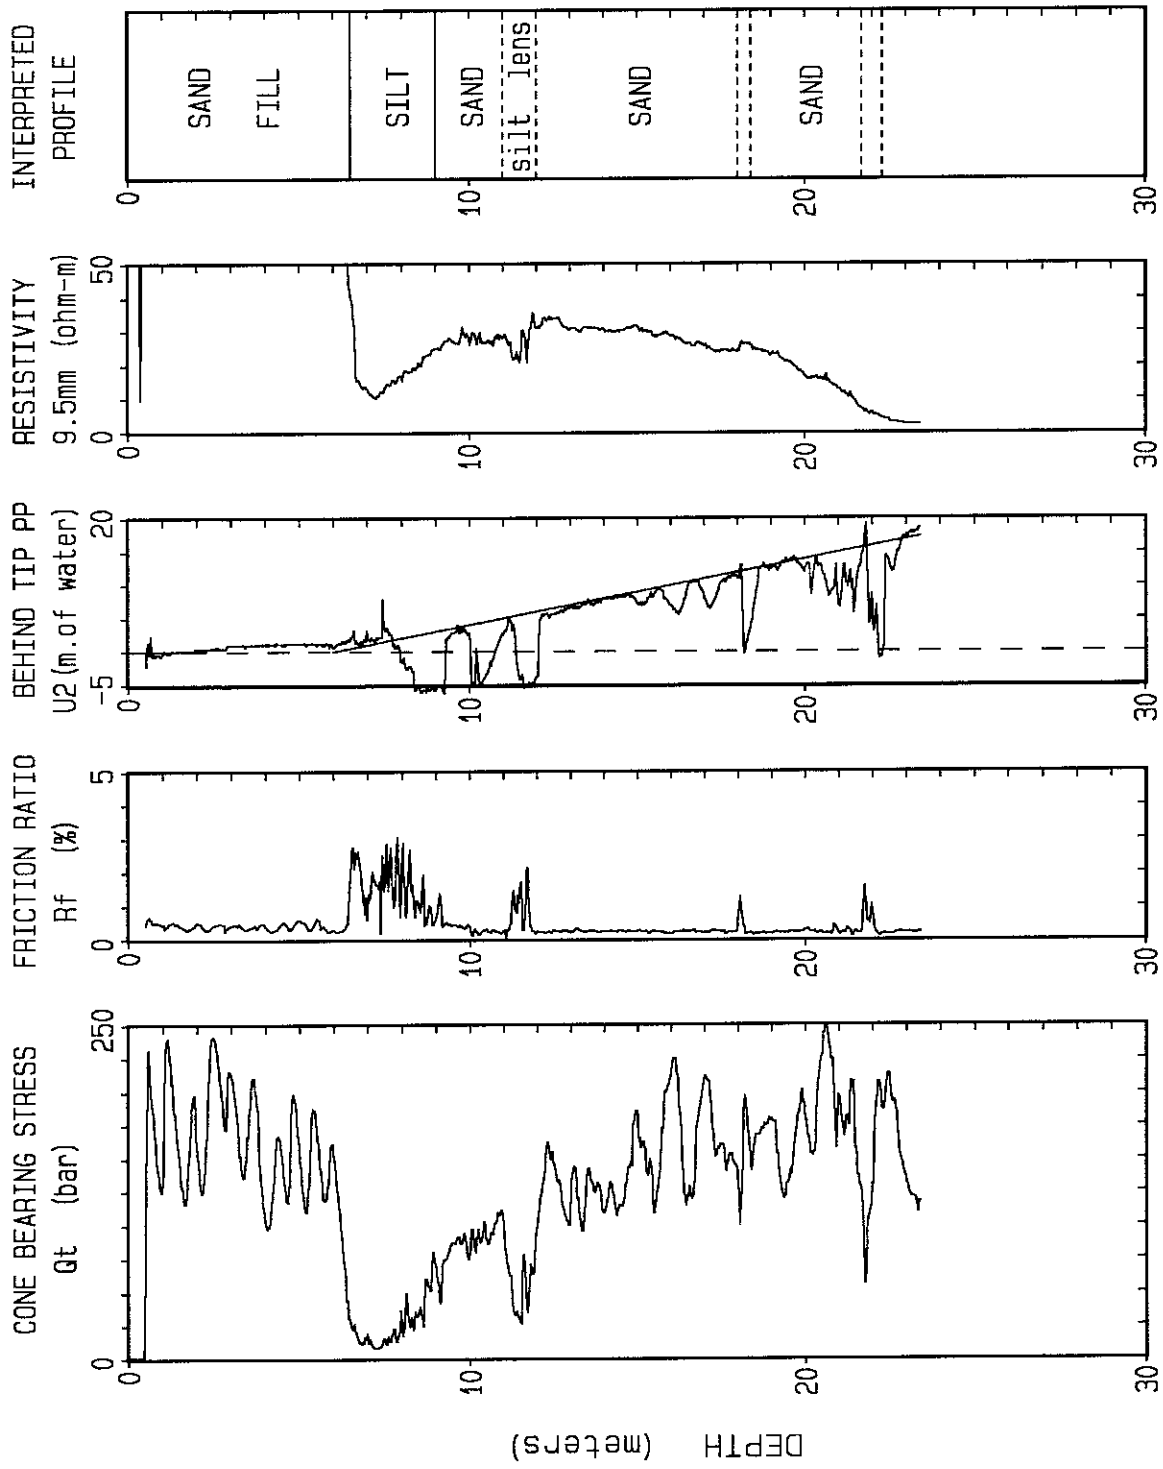 CONE BEARING STRESS
Qt (bar)
0
250
0
10
20
30
DEPTH (meters)
FRICTION RATIO
Rf (%)
0
5
0
10
20
30
BEHIND TIP PP
U2(m.of water)
-5
20
0
10
20
30
RESISTIVITY
9.5mm (ohm-m)
0
50
0
10
20
30
INTERPRETED
PROFILE
0
10
20
30
SAND
FILL
SILT
SAND
silt lens
SAND
SAND